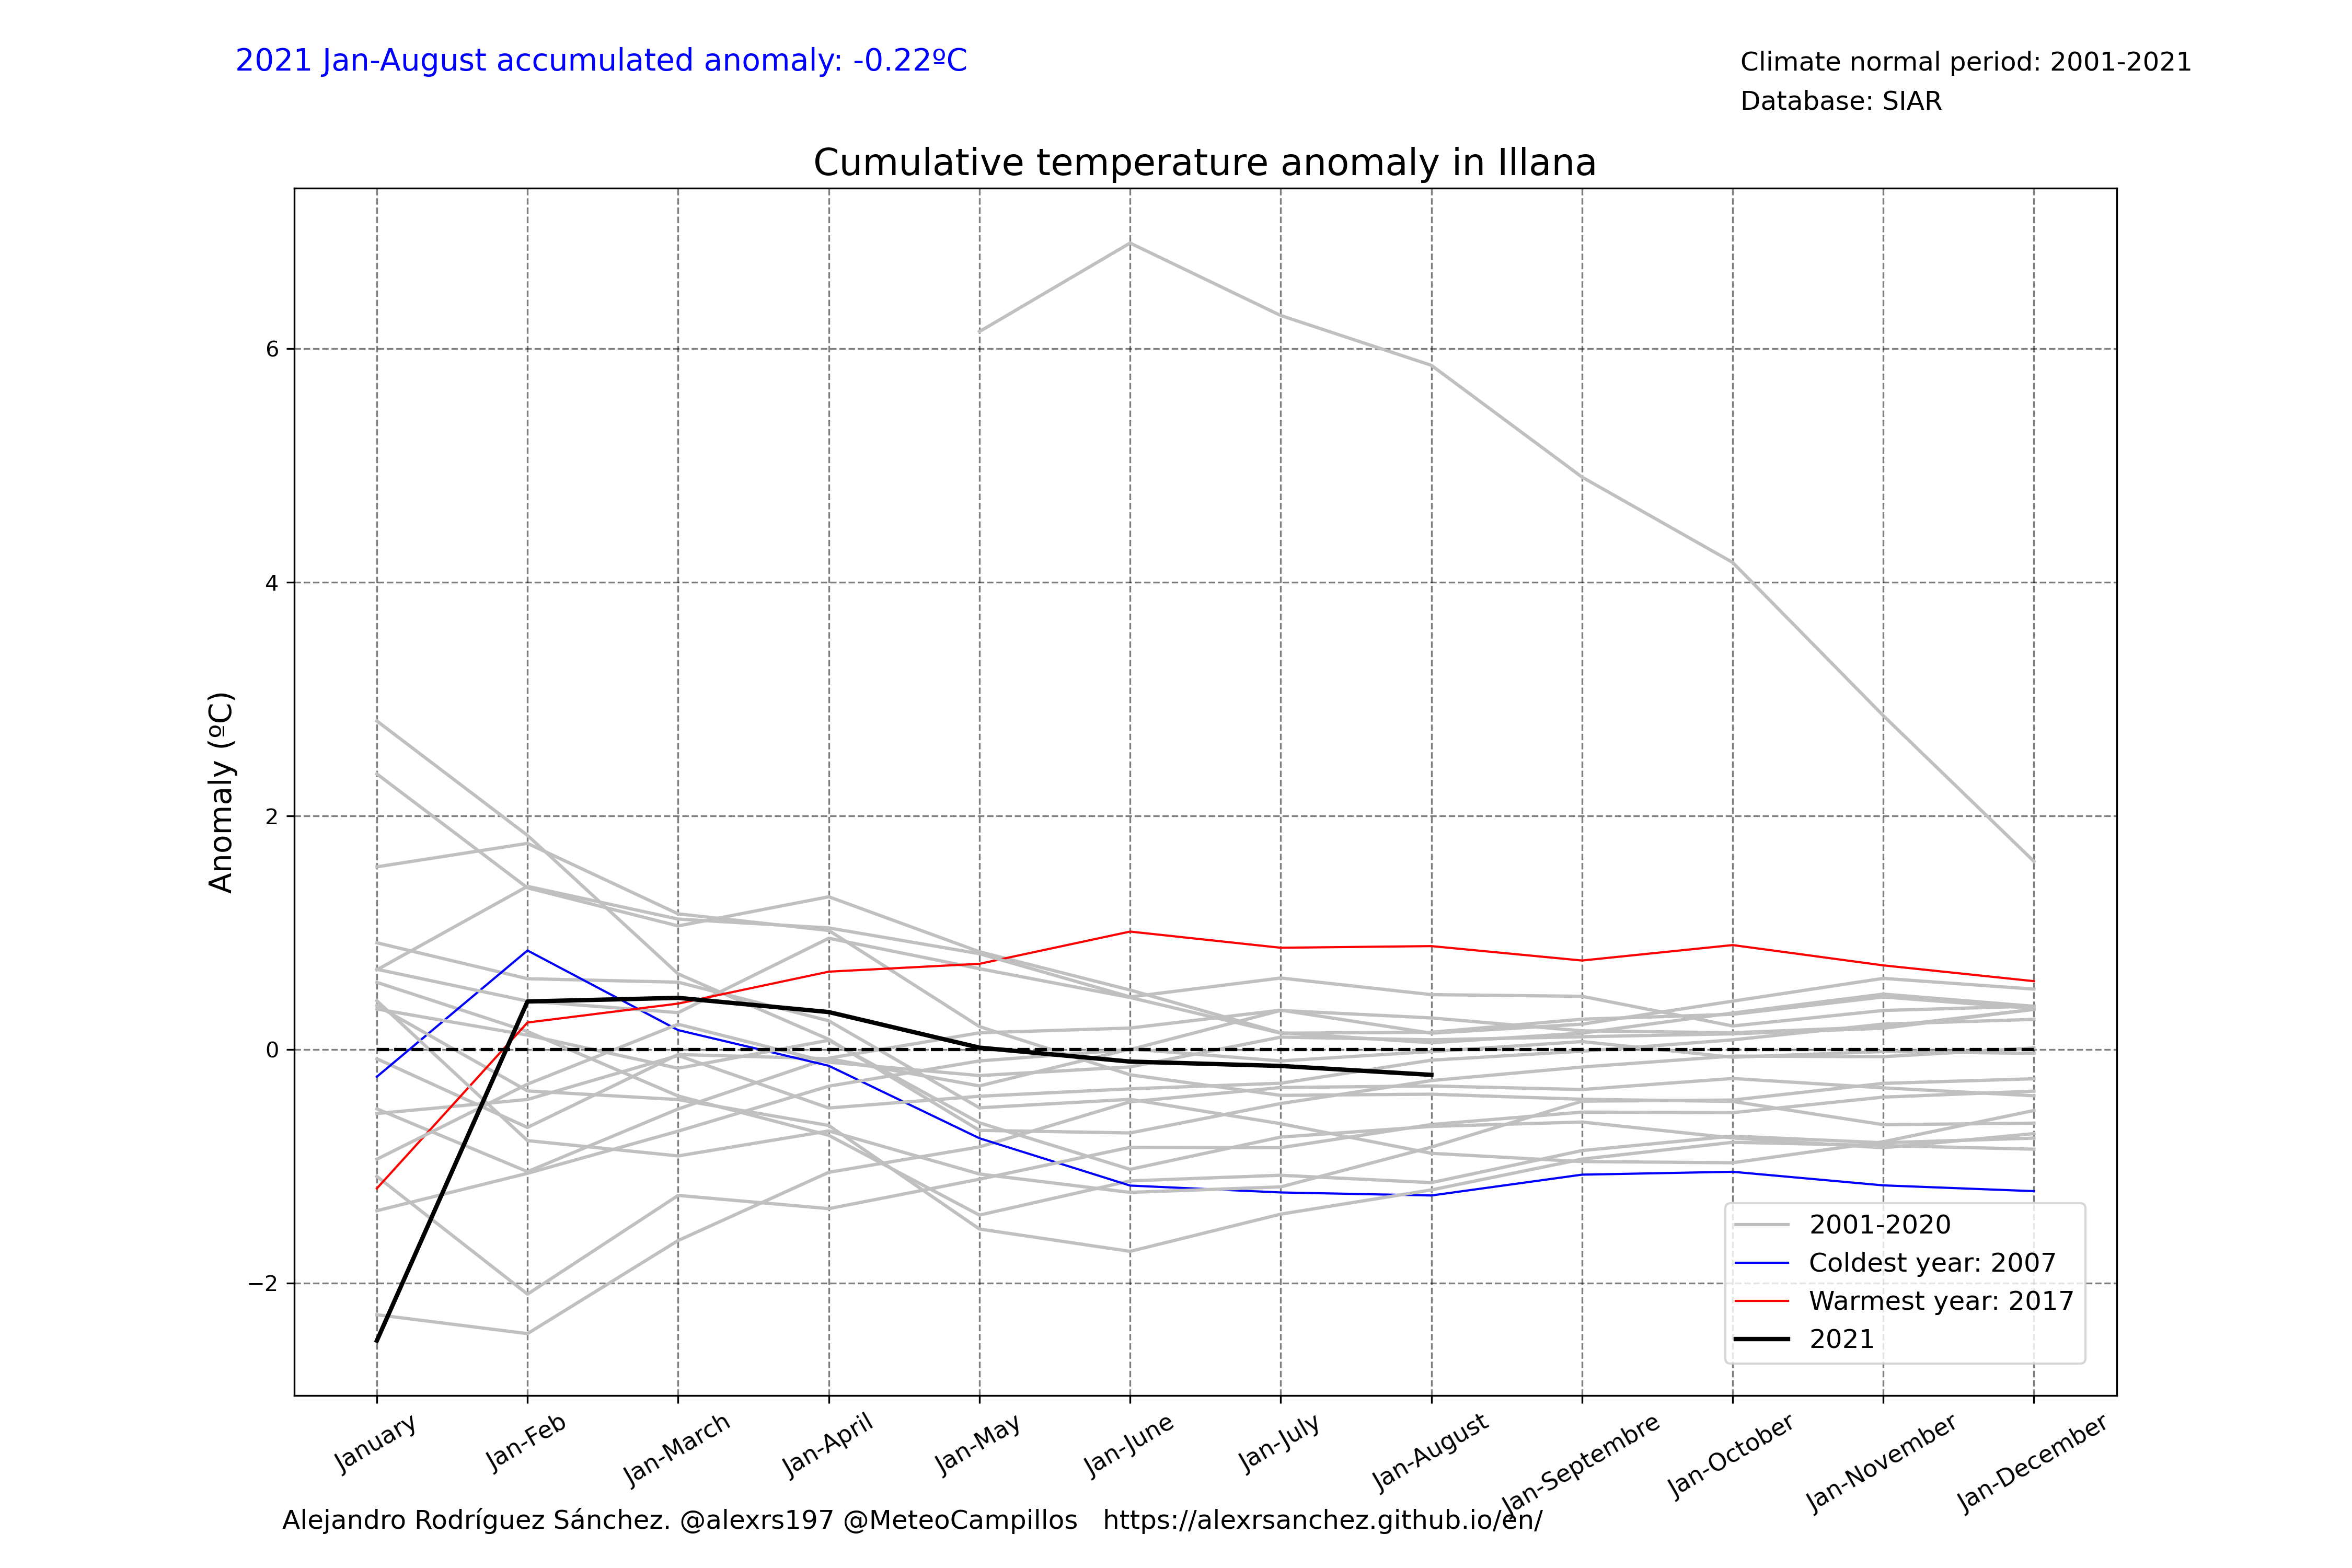 2021 Jan-August accumulated anomaly: -0.22ºC
Climate normal period: 2001-2021
Database: SIAR
Cumulative temperature anomaly in Illana
Anomaly (ºC)
6
4
2
0
−2
January
Jan-Feb
Jan-March
Jan-April
Jan-May
Jan-June
Jan-July
Jan-August
Jan-Septembre
Jan-October
Jan-November
Jan-December
2001-2020
Coldest year: 2007
Warmest year: 2017
2021
Alejandro Rodríguez Sánchez. @alexrs197 @MeteoCampillos   https://alexrsanchez.github.io/en/